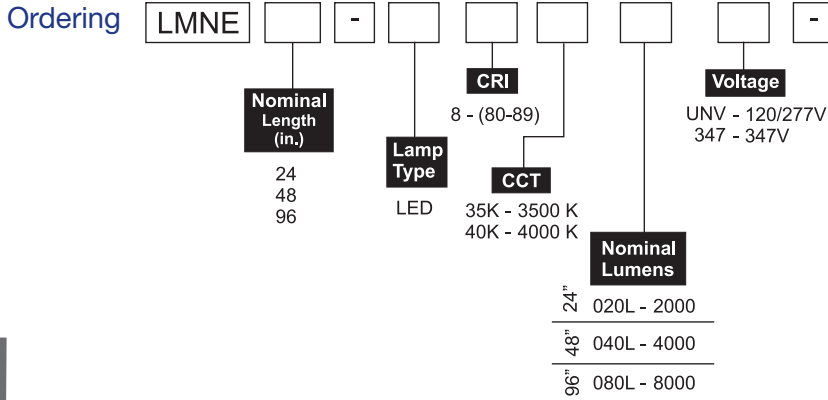 Ordering LMNE - -
CRI
8 - (80-89)
Voltage
UNV - 120/277V
347 - 347V
Nominal
Length
(in.)
24
48
96
Lamp
Type
LED
CCT
35K - 3500 K
40K - 4000 K
Nominal
Lumens
24" 020L - 2000
48" 040L - 4000
96" 080L - 8000